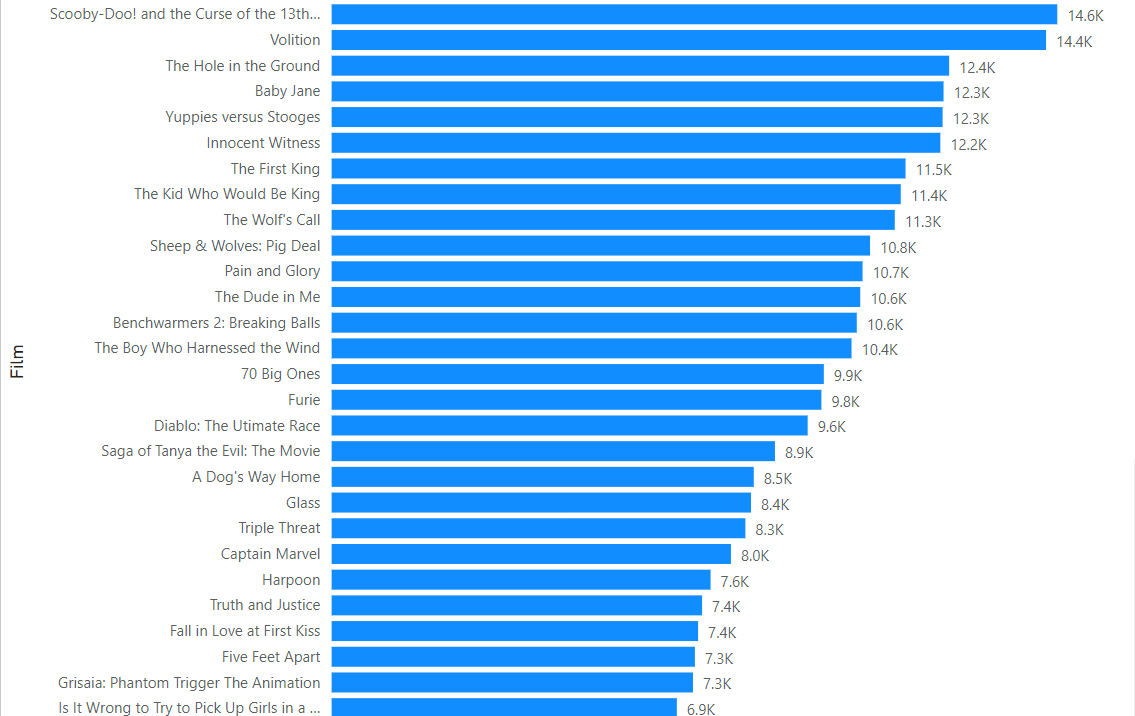 Scooby-Doo! and the Curse of the 13th... 14.6K
Volition 14.4K
The Hole in the Ground 12.4K
Baby Jane 12.3K
Yuppies versus Stooges 12.3K
Innocent Witness 12.2K
The First King 11.5K
The Kid Who Would Be King 11.4K
The Wolf's Call 11.3K
Sheep & Wolves: Pig Deal 10.8K
Pain and Glory 10.7K
The Dude in Me 10.6K
Benchwarmers 2: Breaking Balls 10.6K
The Boy Who Harnessed the Wind 10.4K
Film
70 Big Ones 9.9K
Furie 9.8K
Diablo: The Utimate Race 9.6K
Saga of Tanya the Evil: The Movie 8.9K
A Dog's Way Home 8.5K
Glass 8.4K
Triple Threat 8.3K
Captain Marvel 8.0K
Harpoon 7.6K
Truth and Justice 7.4K
Fall in Love at First Kiss 7.4K
Five Feet Apart 7.3K
Grisaia: Phantom Trigger The Animation 7.3K
Is It Wrong to Try to Pick Up Girls in a ... 6.9K